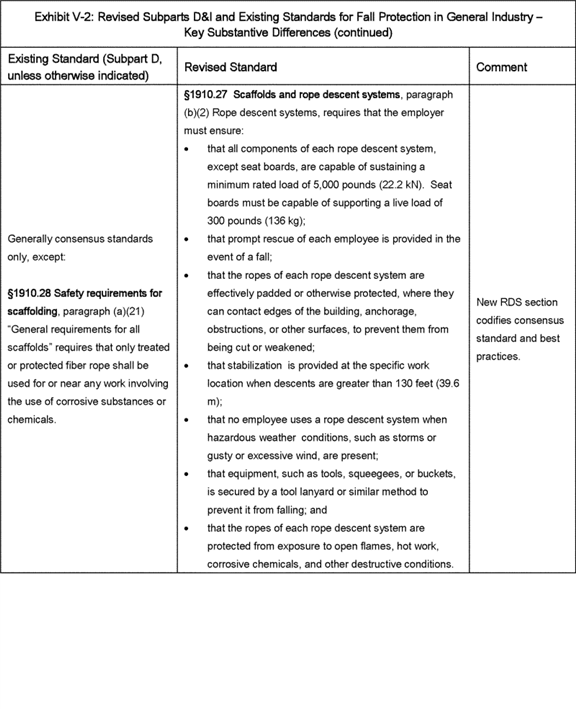 Exhibit V-2: Revised Subparts D&I and Existing Standards for Fall Protection in General Industry –
Key Substantive Differences (continued)
Existing Standard (Subpart D,
unless otherwise indicated)
Revised Standard
Comment
Generally consensus standards
only, except:
§1910.28 Safety requirements for
scaffolding, paragraph (a)(21)
"General requirements for all
scaffolds" requires that only treated
or protected fiber rope shall be
used for or near any work involving
the use of corrosive substances or
chemicals.
§1910.27 Scaffolds and rope descent systems, paragraph
(b)(2) Rope descent systems, requires that the employer
must ensure:
• that all components of each rope descent system,
except seat boards, are capable of sustaining a
minimum rated load of 5,000 pounds (22.2 kN). Seat
boards must be capable of supporting a live load of
300 pounds (136 kg);
• that prompt rescue of each employee is provided in the
event of a fall;
• that the ropes of each rope descent system are
effectively padded or otherwise protected, where they
can contact edges of the building, anchorage,
obstructions, or other surfaces, to prevent them from
being cut or weakened;
• that stabilization is provided at the specific work
location when descents are greater than 130 feet (39.6
m);
• that no employee uses a rope descent system when
hazardous weather conditions, such as storms or
gusty or excessive wind, are present;
• that equipment, such as tools, squeegees, or buckets,
is secured by a tool lanyard or similar method to
prevent it from falling; and
• that the ropes of each rope descent system are
protected from exposure to open flames, hot work,
corrosive chemicals, and other destructive conditions.
New RDS section
codifies consensus
standard and best
practices.